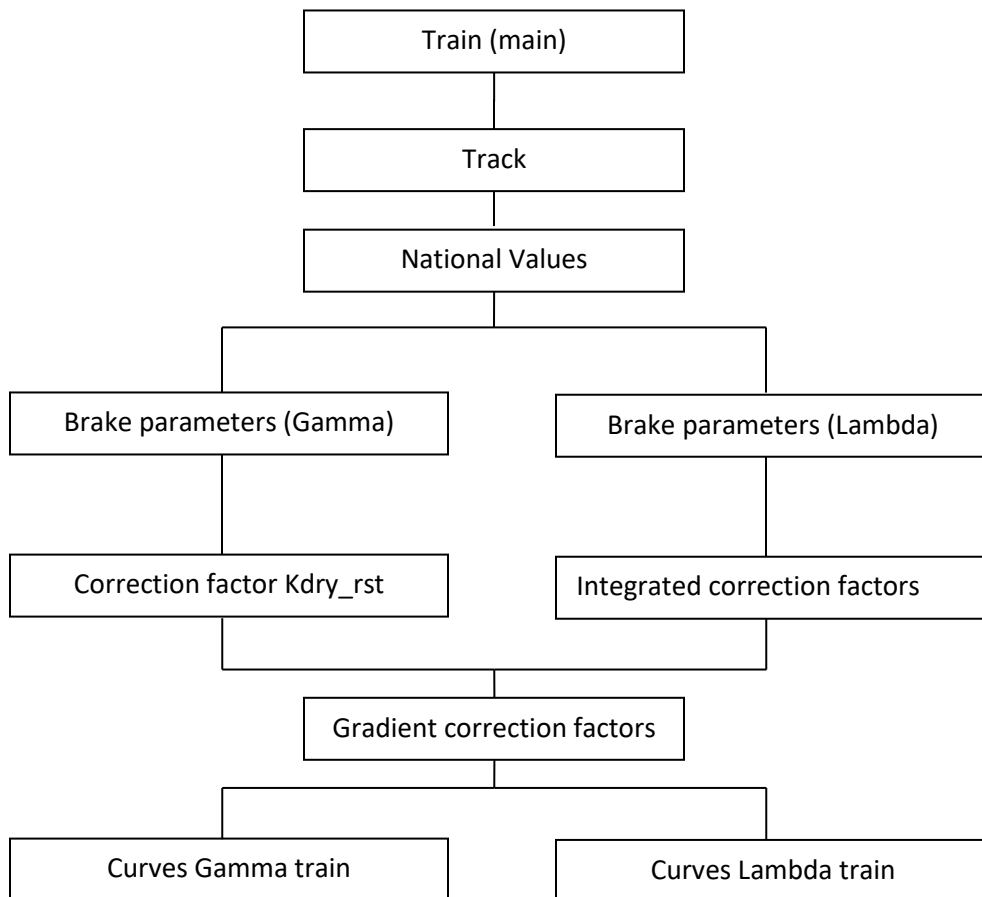 Train (main)
Track
National Values
Brake parameters (Gamma)
Brake parameters (Lambda)
Correction factor Kdry_rst
Integrated correction factors
Gradient correction factors
Curves Gamma train
Curves Lambda train